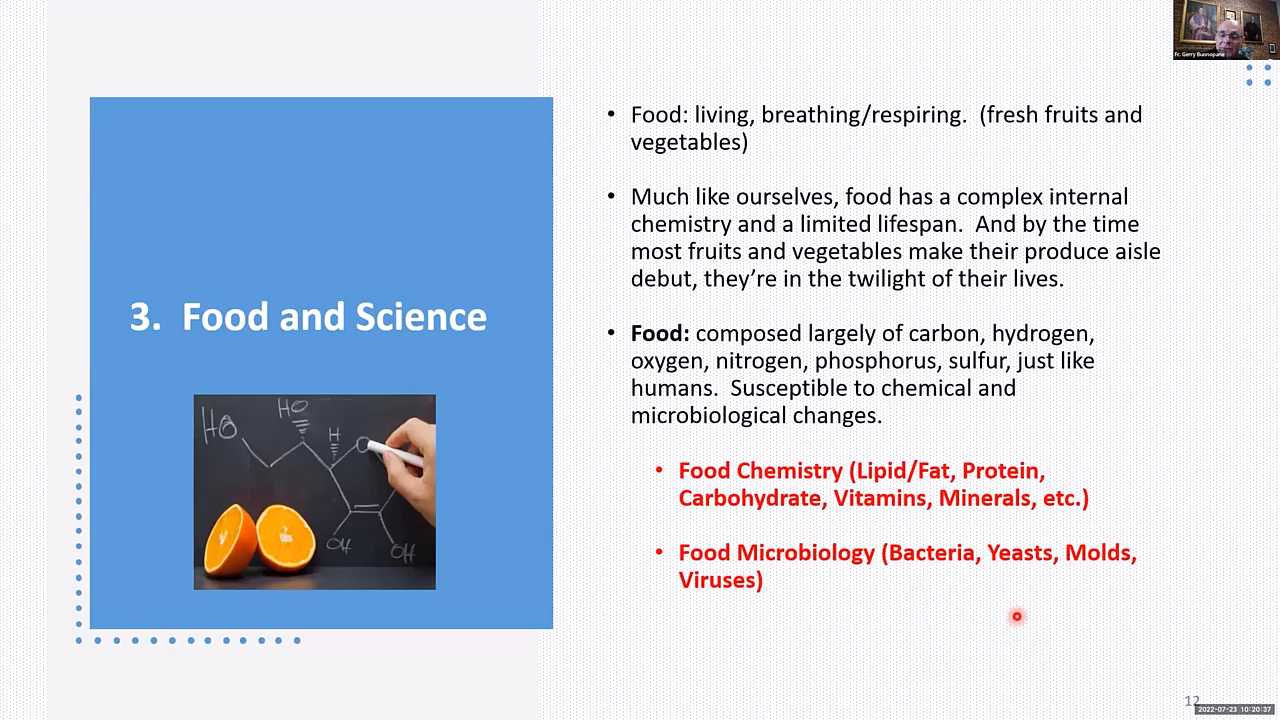 Fr. Gerry Buonopane
3.  Food and Science
HO
HO
H
OH
OH
• Food: living, breathing/respiring.  (fresh fruits and
vegetables)
• Much like ourselves, food has a complex internal
chemistry and a limited lifespan.  And by the time
most fruits and vegetables make their produce aisle
debut, they’re in the twilight of their lives.
• Food: composed largely of carbon, hydrogen,
oxygen, nitrogen, phosphorus, sulfur, just like
humans.  Susceptible to chemical and
microbiological changes.
• Food Chemistry (Lipid/Fat, Protein,
Carbohydrate, Vitamins, Minerals, etc.)
• Food Microbiology (Bacteria, Yeasts, Molds,
Viruses)
12
2022-07-23 10:20:37